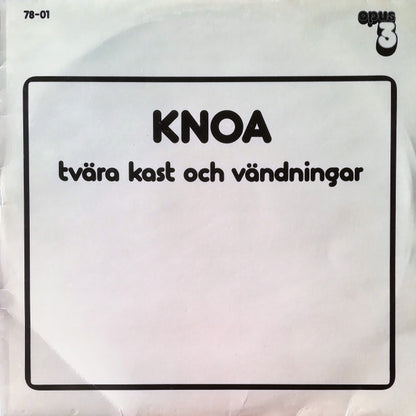 78-01
opus
3
KNOA
tvära kast och vändningar